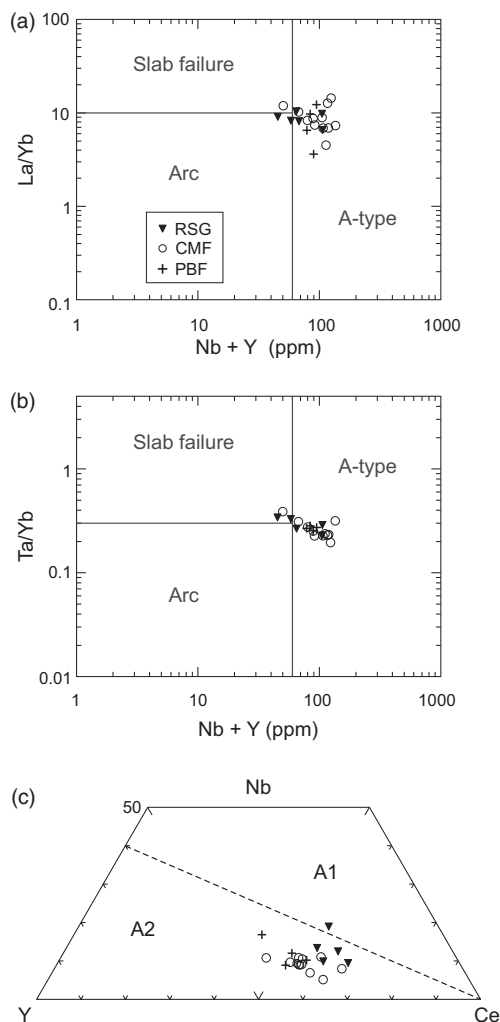 (a)
100
Slab failure
10
La/Yb
Arc
1
A-type
RSG
CMF
PBF
0.1
1 10 100 1000
Nb + Y (ppm)
(b)
Slab failure
A-type
1
Ta/Yb
0.1
Arc
0.01
1 10 100 1000
Nb + Y (ppm)
(c)
Nb
50
A1
A2
Y
Ce